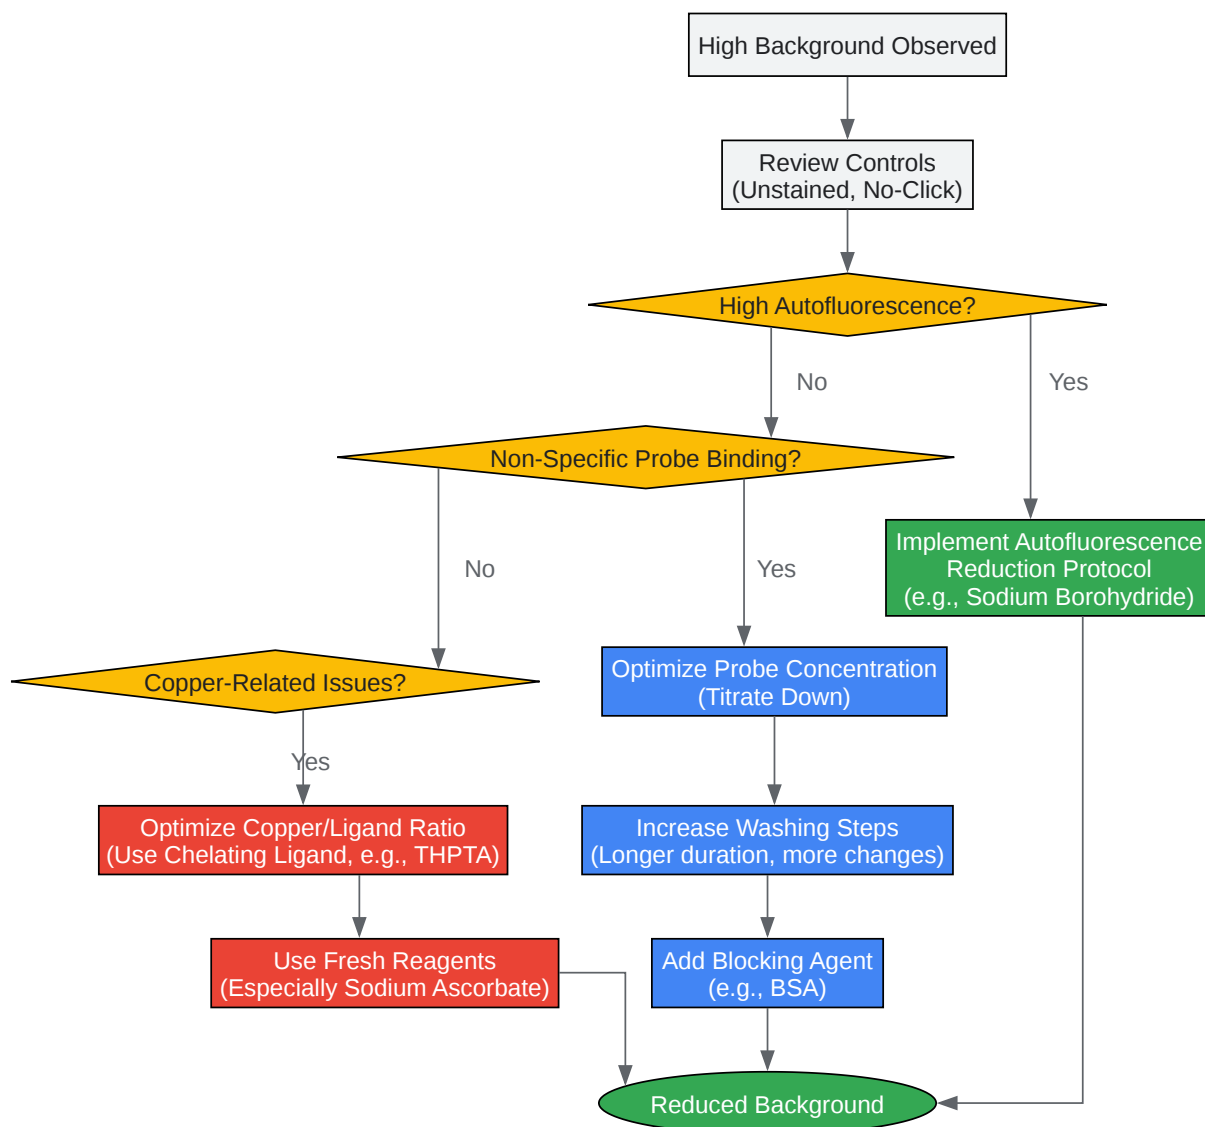 High Background Observed
Review Controls
(Unstained, No-Click)
High Autofluorescence?
No
Yes
Non-Specific Probe Binding?
No
Yes
Implement Autofluorescence
Reduction Protocol
(e.g., Sodium Borohydride)
Copper-Related Issues?
Optimize Probe Concentration
(Titrate Down)
Yes
Optimize Copper/Ligand Ratio
(Use Chelating Ligand, e.g., THPTA)
Increase Washing Steps
(Longer duration, more changes)
Use Fresh Reagents
(Especially Sodium Ascorbate)
Add Blocking Agent
(e.g., BSA)
Reduced Background